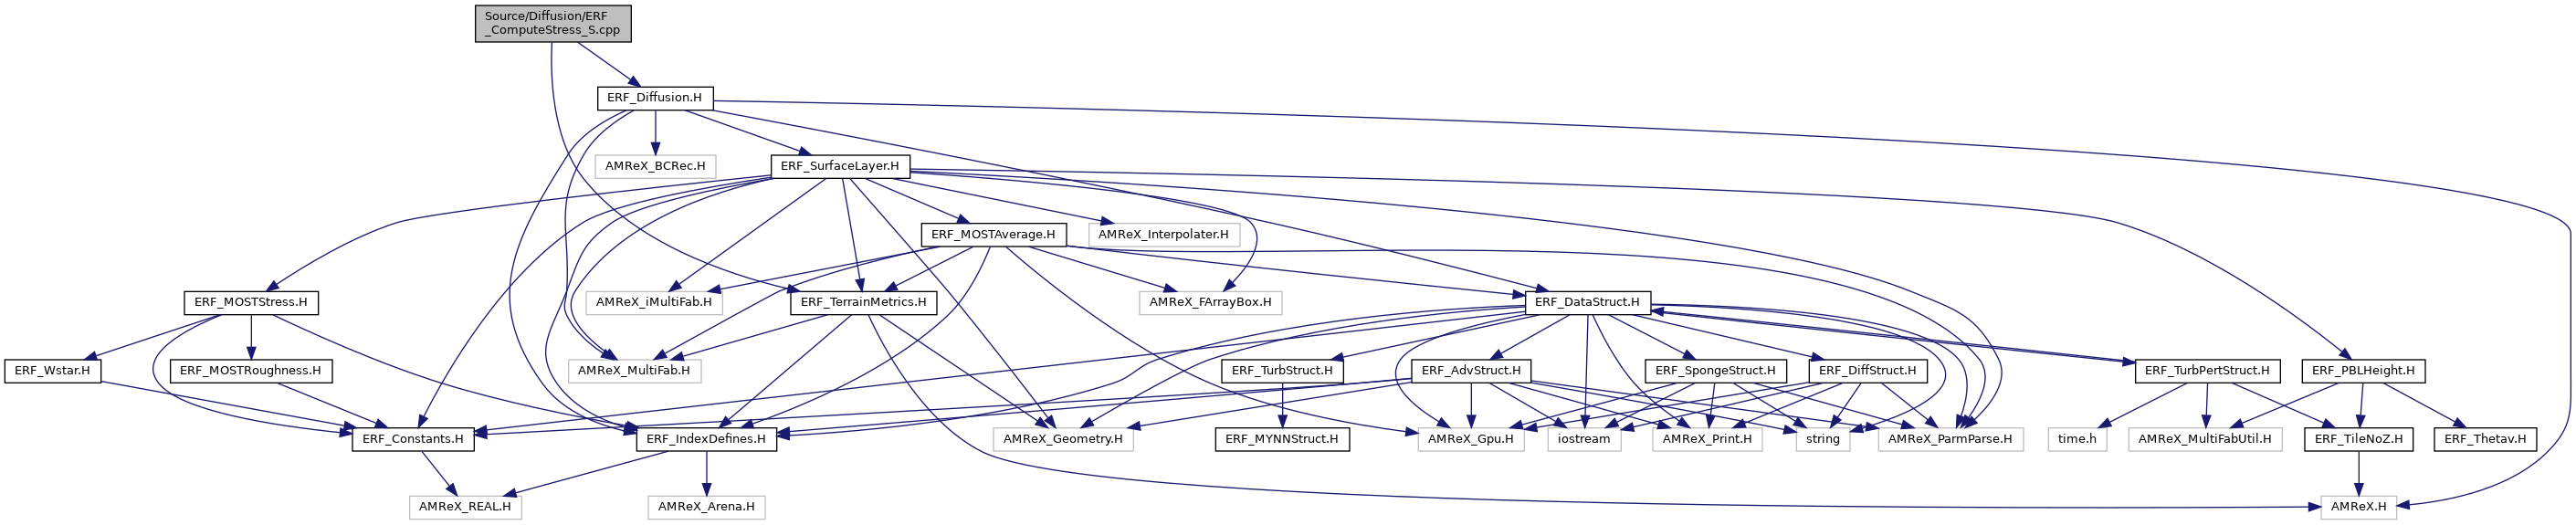 Source/Diffusion/ERF
_ComputeStress_S.cpp
ERF_Diffusion.H
AMReX_BCRec.H
ERF_SurfaceLayer.H
ERF_MOSTAverage.H
AMReX_Interpolater.H
ERF_MOSTStress.H
AMReX_iMultiFab.H
ERF_TerrainMetrics.H
AMReX_FArrayBox.H
ERF_DataStruct.H
ERF_Wstar.H
ERF_MOSTRoughness.H
AMReX_MultiFab.H
ERF_TurbStruct.H
ERF_AdvStruct.H
ERF_SpongeStruct.H
ERF_DiffStruct.H
ERF_TurbPertStruct.H
ERF_PBLHeight.H
ERF_Constants.H
ERF_IndexDefines.H
AMReX_Geometry.H
ERF_MYNNStruct.H
AMReX_Gpu.H
iostream
AMReX_Print.H
string
AMReX_ParmParse.H
time.h
AMReX_MultiFabUtil.H
ERF_TileNoZ.H
ERF_Thetav.H
AMReX_REAL.H
AMReX_Arena.H
AMReX.H